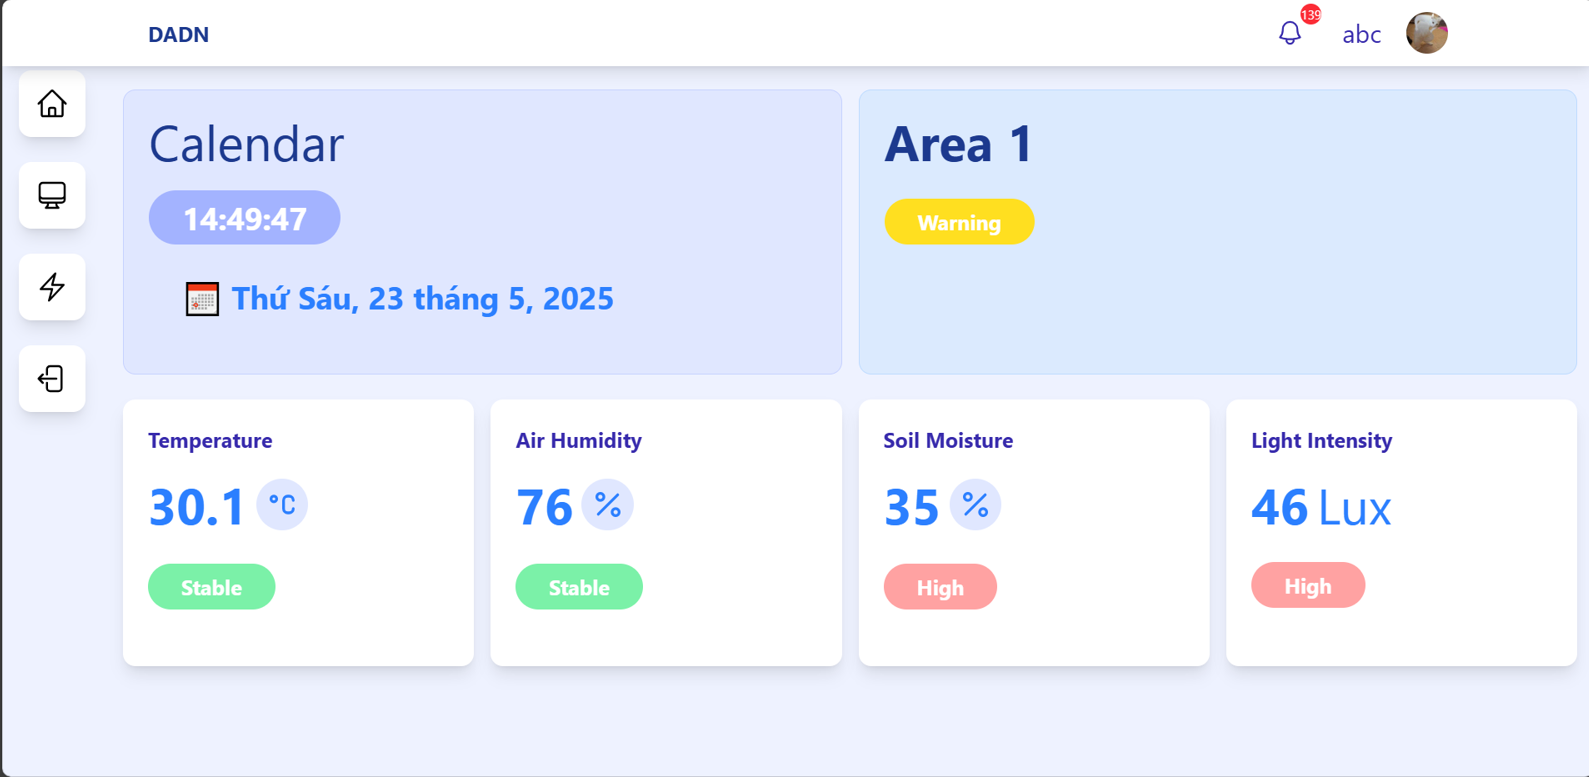 DADN
139
abc
Calendar
14:49:47
Thứ Sáu, 23 tháng 5, 2025
Area 1
Warning
Temperature
30.1 °C
Stable
Air Humidity
76 %
Stable
Soil Moisture
35 %
High
Light Intensity
46 Lux
High